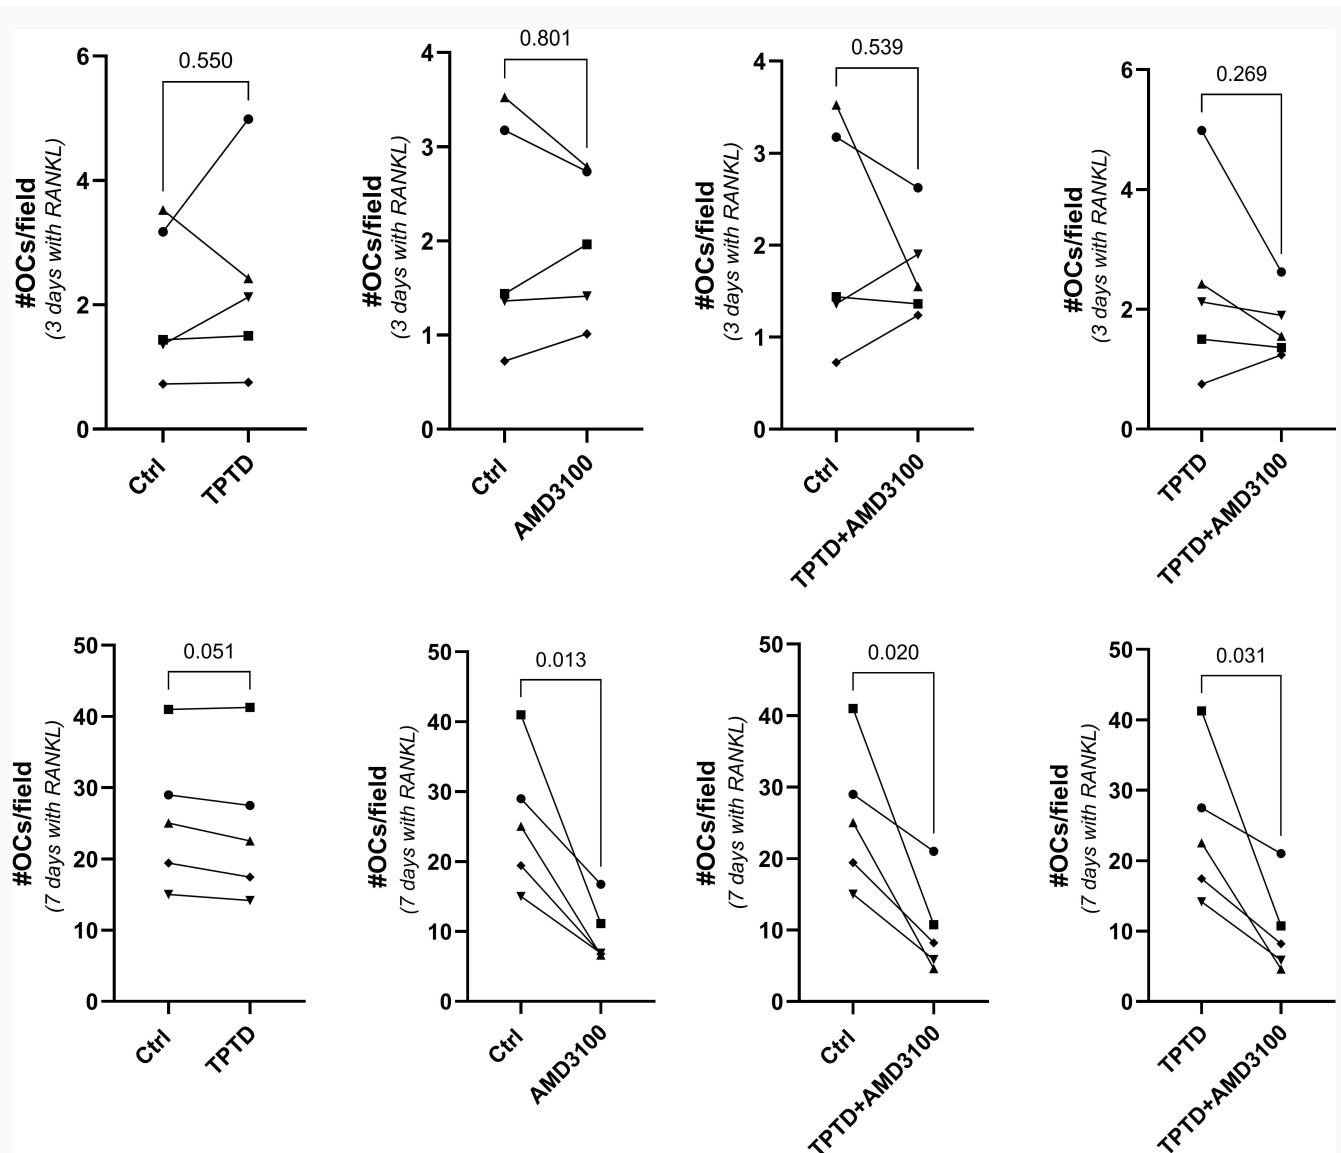 0.550
#OCs/field
(3 days with RANKL)
6
4
2
0
Ctrl
TPTD
0.801
#OCs/field
(3 days with RANKL)
4
3
2
1
0
Ctrl
AMD3100
0.539
#OCs/field
(3 days with RANKL)
4
3
2
1
0
Ctrl
TPTD+AMD3100
0.269
#OCs/field
(3 days with RANKL)
6
4
2
0
TPTD
TPTD+AMD3100
0.051
#OCs/field
(7 days with RANKL)
50
40
30
20
10
0
Ctrl
TPTD
0.013
#OCs/field
(7 days with RANKL)
50
40
30
20
10
0
Ctrl
AMD3100
0.020
#OCs/field
(7 days with RANKL)
50
40
30
20
10
0
Ctrl
TPTD+AMD3100
0.031
#OCs/field
(7 days with RANKL)
50
40
30
20
10
0
TPTD
TPTD+AMD3100